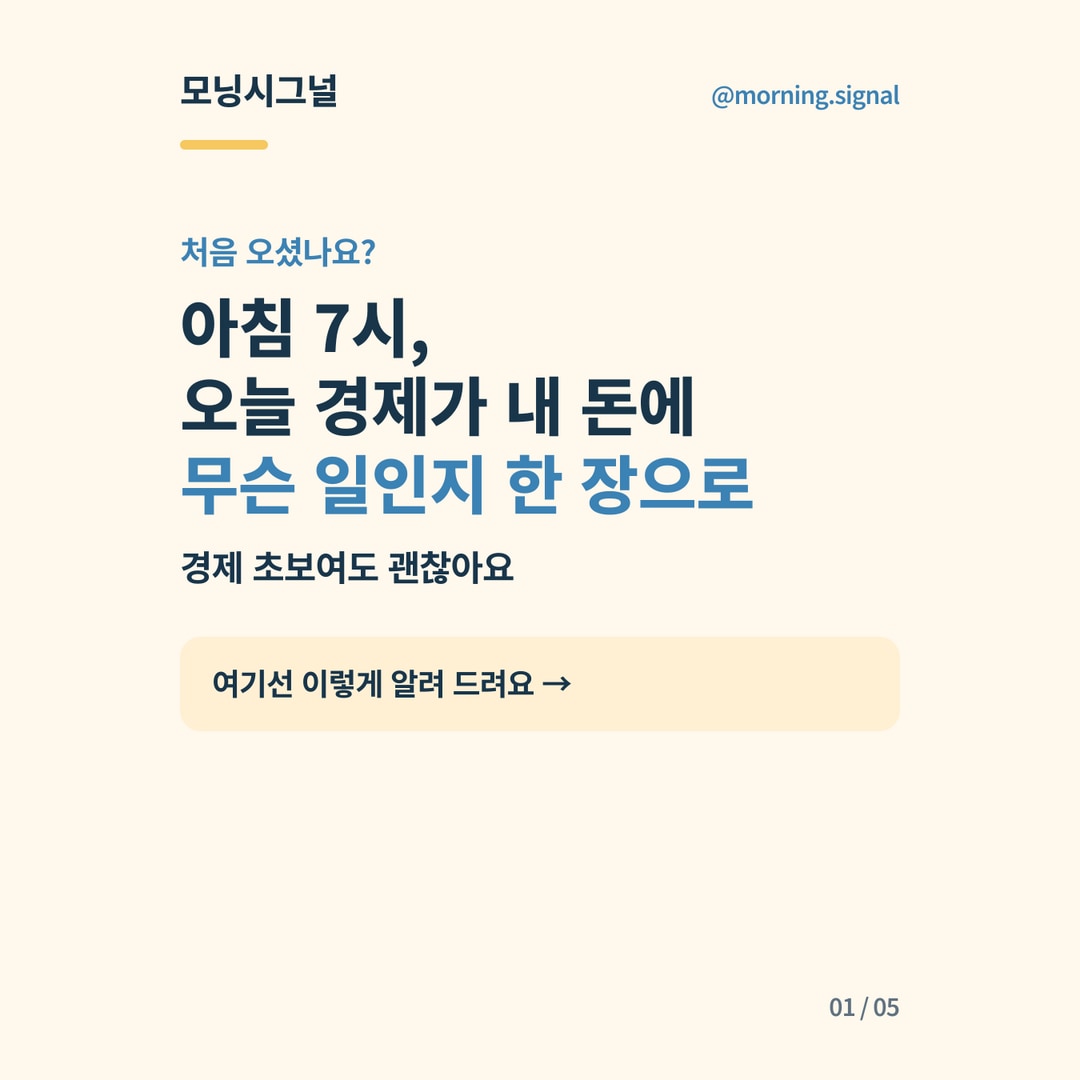 모닝시그널
@morning.signal
처음 오셨나요?
아침 7시,
오늘 경제가 내 돈에
무슨 일인지 한 장으로
경제 초보여도 괜찮아요
여기선 이렇게 알려 드려요 →
01 / 05